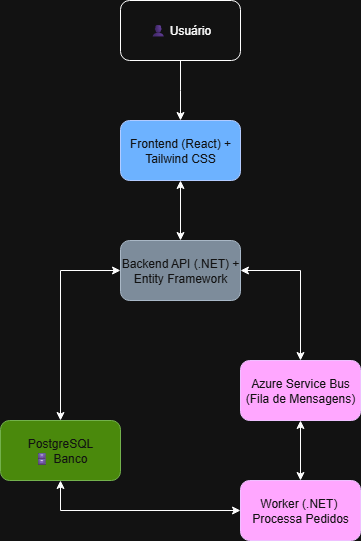 👤 Usuário
Frontend (React) +
Tailwind CSS
Backend API (.NET) +
Entity Framework
Azure Service Bus
(Fila de Mensagens)
PostgreSQL
🗄️ Banco
Worker (.NET)
Processa Pedidos